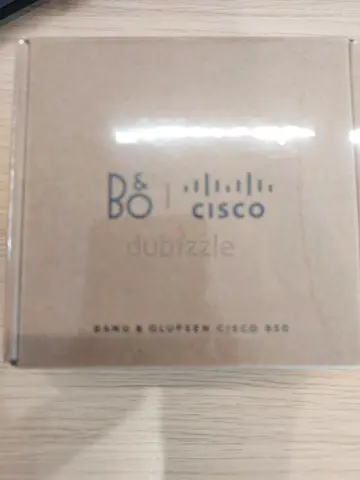 B&O | CISCO
dubizzle
BANG & OLUFSEN CISCO 950